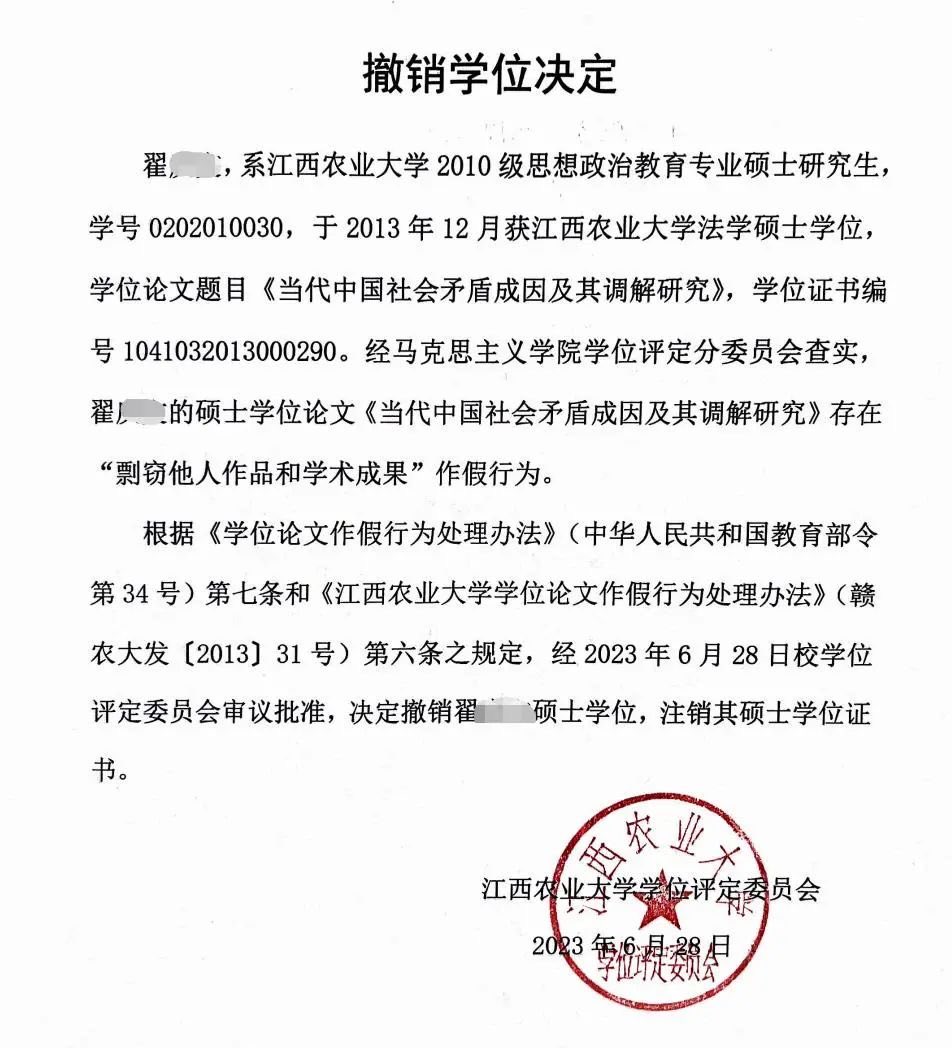 撤销学位决定
翟，系江西农业大学 2010 级思想政治教育专业硕士研究生，
学号 0202010030，于 2013 年 12 月获江西农业大学法学硕士学位，
学位论文题目《当代中国社会矛盾成因及其调解研究》，学位证书编
号 1041032013000290。经马克思主义学院学位评定分委员会查实，
翟的硕士学位论文《当代中国社会矛盾成因及其调解研究》存在
“剽窃他人作品和学术成果”作假行为。
根据《学位论文作假行为处理办法》（中华人民共和国教育部令
第 34 号）第七条和《江西农业大学学位论文作假行为处理办法》（赣
农大发〔2013〕31 号）第六条之规定，经 2023 年 6 月 28 日校学位
评定委员会审议批准，决定撤销翟硕士学位，注销其硕士学位证
书。
江西农业大学学位评定委员会
2023 年 6 月 28 日
江西农业大学
学位评定委员会